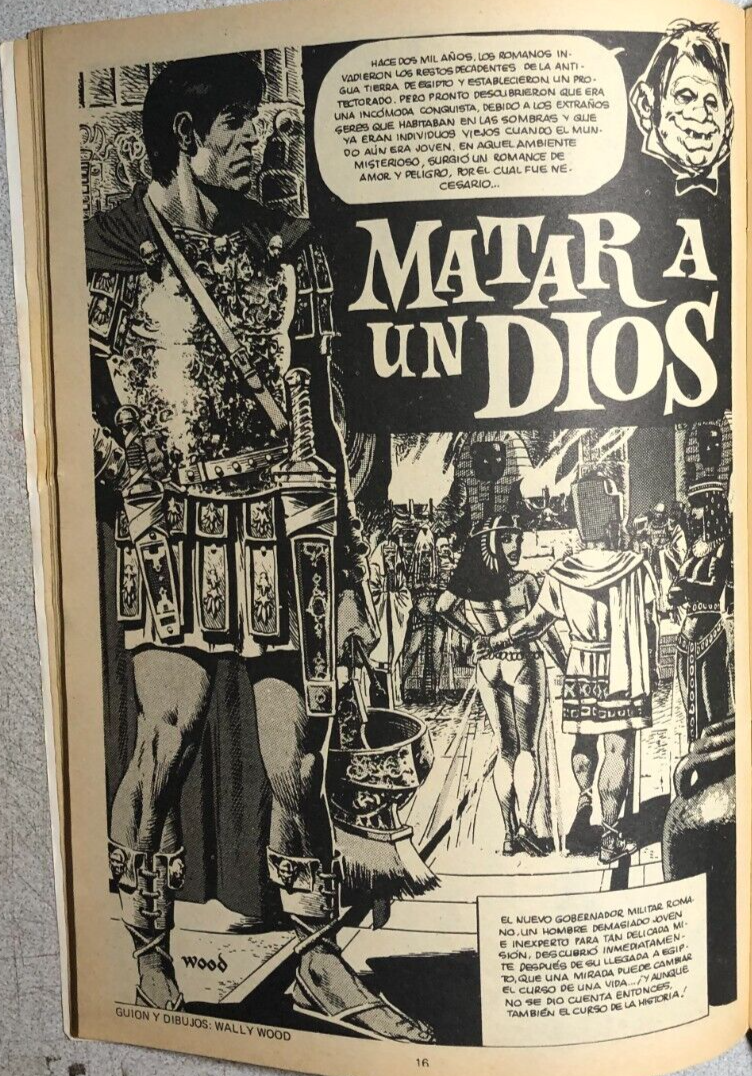 HACE DOS MIL AÑOS, LOS ROMANOS IN-
VADIERON LOS RESTOS DECADENTES DE LA ANTI-
GUA TIERRA DE EGIPTO Y ESTABLECIERON UN PRO-
TECTORADO. PERO PRONTO DESCUBRIERON QUE ERA
UNA INCÓMODA CONQUISTA, DEBIDO A LOS EXTRAÑOS
SERES QUE HABITABAN EN LAS SOMBRAS Y QUE
YA ERAN INDIVIDUOS VIEJOS CUANDO EL MUN-
DO AÚN ERA JOVEN. EN AQUEL AMBIENTE
MISTERIOSO, SURGIÓ UN ROMANCE DE
AMOR Y PELIGRO, POR EL CUAL FUE NE-
CESARIO...
MATAR A
UN DIOS
EL NUEVO GOBERNADOR MILITAR ROMA-
NO, UN HOMBRE DEMASIADO JOVEN
E INEXPERTO PARA TAN DELICADA MI-
SIÓN, DESCUBRIÓ INMEDIATAMEN-
TE DESPUÉS DE SU LLEGADA A EGIP-
TO, QUE UNA MIRADA PUEDE CAMBIAR
EL CURSO DE UNA VIDA... ¡Y AUNQUE
NO SE DIO CUENTA ENTONCES,
TAMBIÉN EL CURSO DE LA HISTORIA!
WOOD
GUION Y DIBUJOS: WALLY WOOD
16